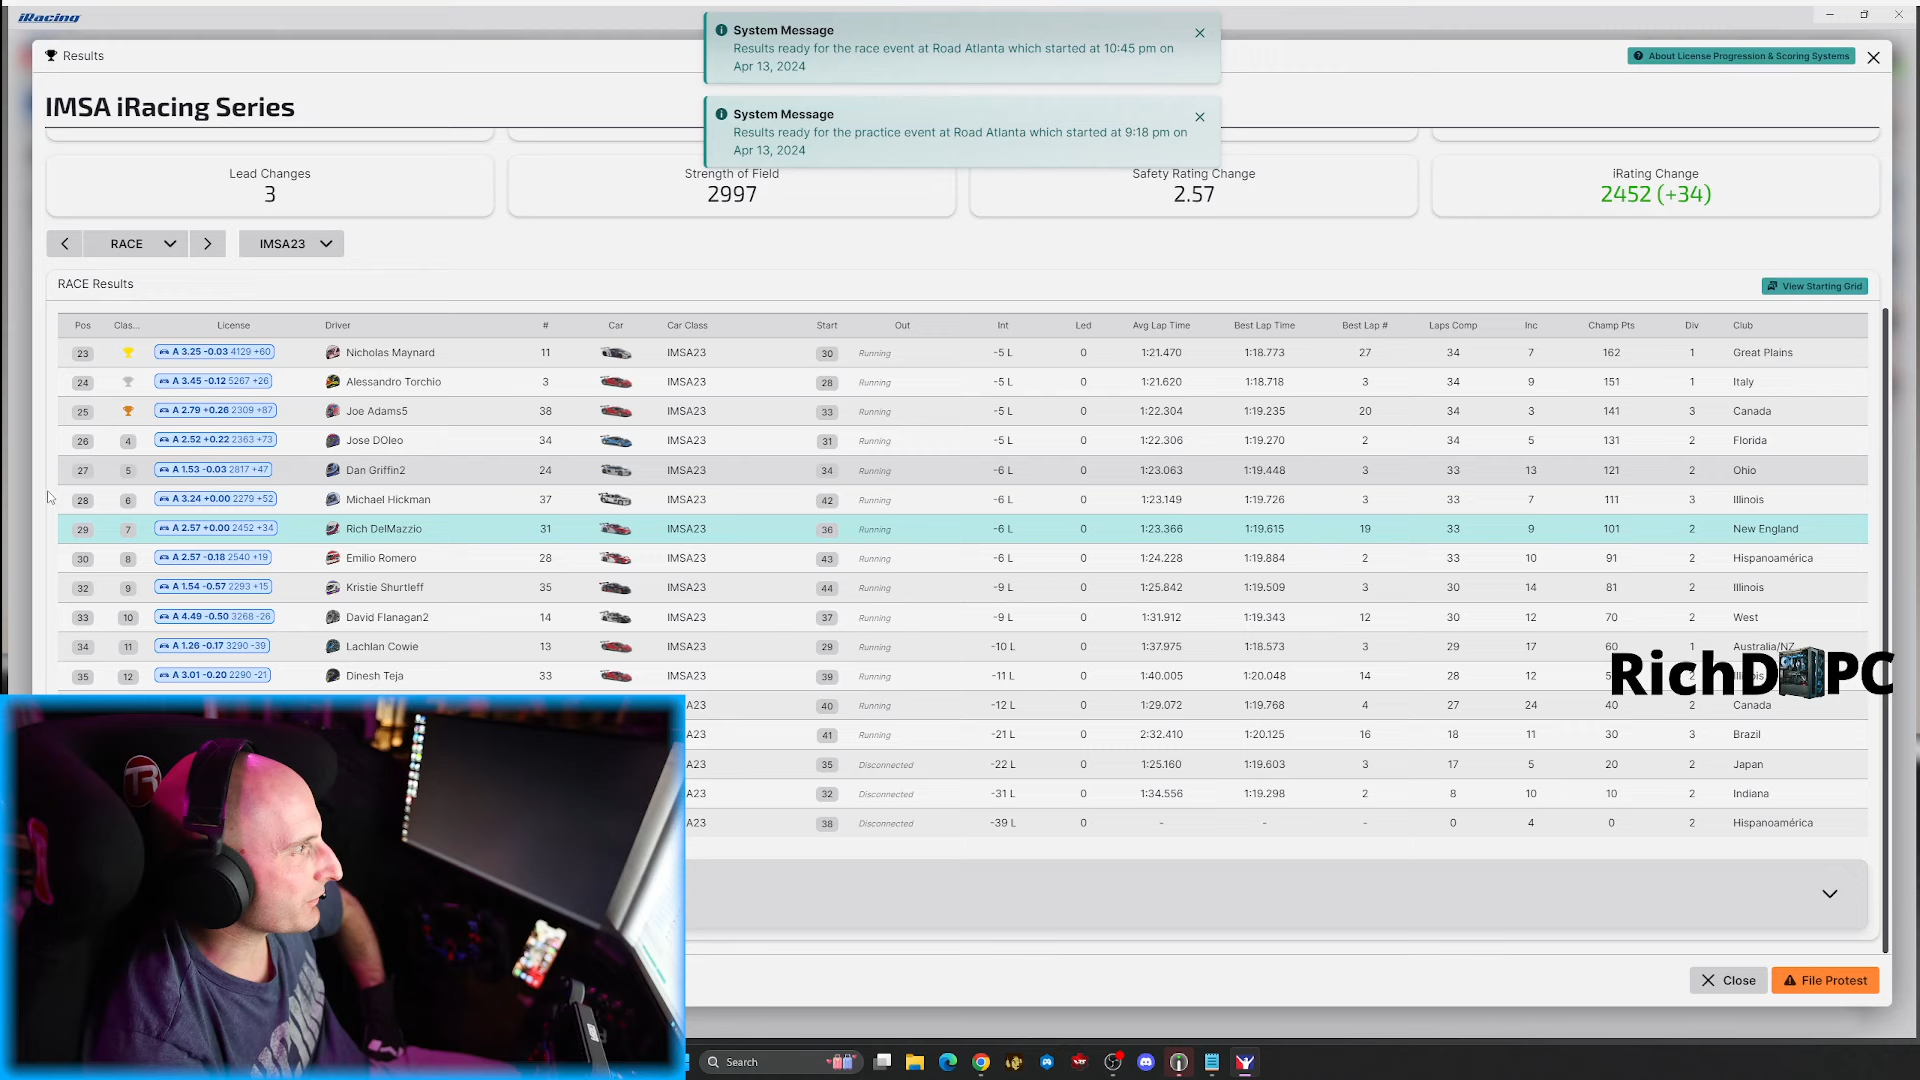 iRacing
Results
System Message
Results ready for the race event at Road Atlanta which started at 10:45 pm on
Apr 13, 2024
About License Progression & Scoring Systems
IMSA iRacing Series
System Message
Results ready for the practice event at Road Atlanta which started at 9:18 pm on
Apr 13, 2024
Lead Changes
3
Strength of Field
2997
Safety Rating Change
2.57
iRating Change
2452 (+34)
RACE
IMSA23
RACE Results
View Starting Grid
Pos Clas... License Driver # Car Car Class Start Out Int Led Avg Lap Time Best Lap Time Best Lap # Laps Comp Inc Champ Pts Div Club
23 A 3.25 -0.03 4129 +60 Nicholas Maynard 11 IMSA23 30 Running -5 L 0 1:21.470 1:18.773 27 34 7 162 1 Great Plains
24 A 3.45 -0.12 5267 +26 Alessandro Torchio 3 IMSA23 28 Running -5 L 0 1:21.620 1:18.718 3 34 9 151 1 Italy
25 A 2.79 +0.26 2309 +87 Joe Adams5 38 IMSA23 33 Running -5 L 0 1:22.304 1:19.235 20 34 3 141 3 Canada
26 4 A 2.52 +0.22 2363 +73 Jose DOleo 34 IMSA23 31 Running -5 L 0 1:22.306 1:19.270 2 34 5 131 2 Florida
27 5 A 1.53 -0.03 2817 +47 Dan Griffin2 24 IMSA23 34 Running -6 L 0 1:23.063 1:19.448 3 33 13 121 2 Ohio
28 6 A 3.24 +0.00 2279 +52 Michael Hickman 37 IMSA23 42 Running -6 L 0 1:23.149 1:19.726 3 33 7 111 3 Illinois
29 7 A 2.57 +0.00 2452 +34 Rich DelMazzio 31 IMSA23 36 Running -6 L 0 1:23.366 1:19.615 19 33 9 101 2 New England
30 8 A 2.57 -0.18 2540 +19 Emilio Romero 28 IMSA23 43 Running -6 L 0 1:24.228 1:19.884 2 33 10 91 2 Hispanoamérica
32 9 A 1.54 -0.57 2293 +15 Kristie Shurtleff 35 IMSA23 44 Running -9 L 0 1:25.842 1:19.509 3 30 14 81 2 Illinois
33 10 A 4.49 -0.50 3268 -26 David Flanagan2 14 IMSA23 37 Running -9 L 0 1:31.912 1:19.343 12 30 12 70 2 West
34 11 A 1.26 -0.17 3290 -39 Lachlan Cowie 13 IMSA23 29 Running -10 L 0 1:37.975 1:18.573 3 29 17 60 1 Australia/NZ
35 12 A 3.01 -0.20 2290 -21 Dinesh Teja 33 IMSA23 39 Running -11 L 0 1:40.005 1:20.048 14 28 12
RichD PC
A23 40 Running -12 L 0 1:29.072 1:19.768 4 27 24 40 2 Canada
A23 41 Running -21 L 0 2:32.410 1:20.125 16 18 11 30 3 Brazil
A23 35 Disconnected -22 L 0 1:25.160 1:19.603 3 17 5 20 2 Japan
A23 32 Disconnected -31 L 0 1:34.556 1:19.298 2 8 10 10 2 Indiana
A23 38 Disconnected -39 L 0 - - - 0 4 0 2 Hispanoamérica
Close
File Protest
Search